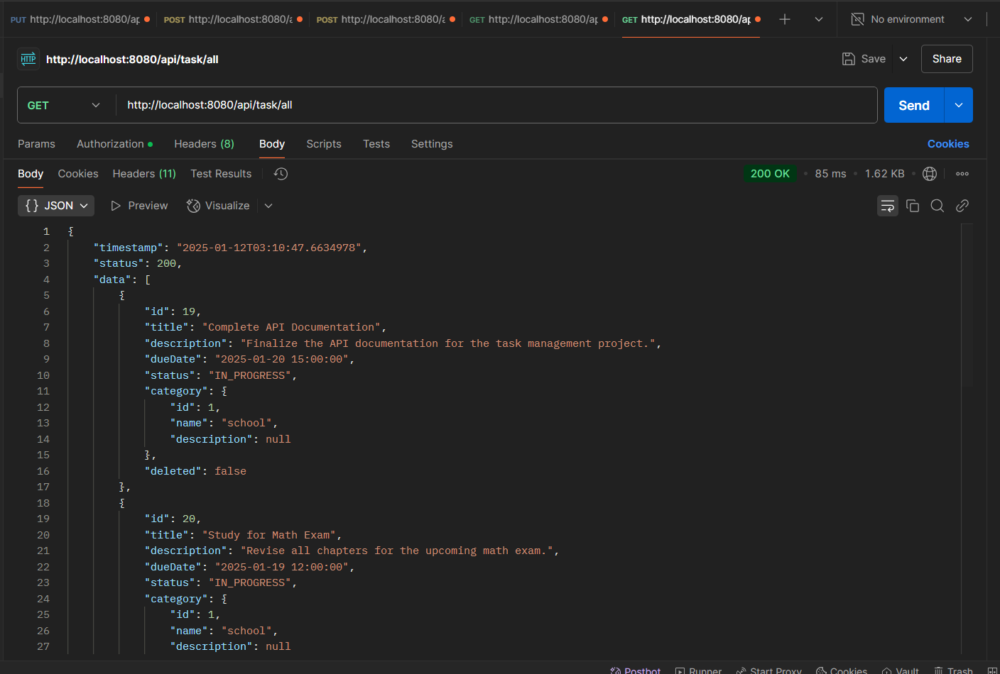 PUT http://localhost:8080/ap POST http://localhost:8080/a POST http://localhost:8080/a GET http://localhost:8080/ap GET http://localhost:8080/ap No environment
HTTP http://localhost:8080/api/task/all Save Share
GET http://localhost:8080/api/task/all Send
Params Authorization Headers (8) Body Scripts Tests Settings Cookies
Body Cookies Headers (11) Test Results 200 OK 85 ms 1.62 KB
{ } JSON Preview Visualize
1 {
2 "timestamp": "2025-01-12T03:10:47.6634978",
3 "status": 200,
4 "data": [
5 {
6 "id": 19,
7 "title": "Complete API Documentation",
8 "description": "Finalize the API documentation for the task management project.",
9 "dueDate": "2025-01-20 15:00:00",
10 "status": "IN_PROGRESS",
11 "category": {
12 "id": 1,
13 "name": "school",
14 "description": null
15 },
16 "deleted": false
17 },
18 {
19 "id": 20,
20 "title": "Study for Math Exam",
21 "description": "Revise all chapters for the upcoming math exam.",
22 "dueDate": "2025-01-19 12:00:00",
23 "status": "IN_PROGRESS",
24 "category": {
25 "id": 1,
26 "name": "school",
27 "description": null
Postbot Runner Start Proxy Cookies Vault Trash